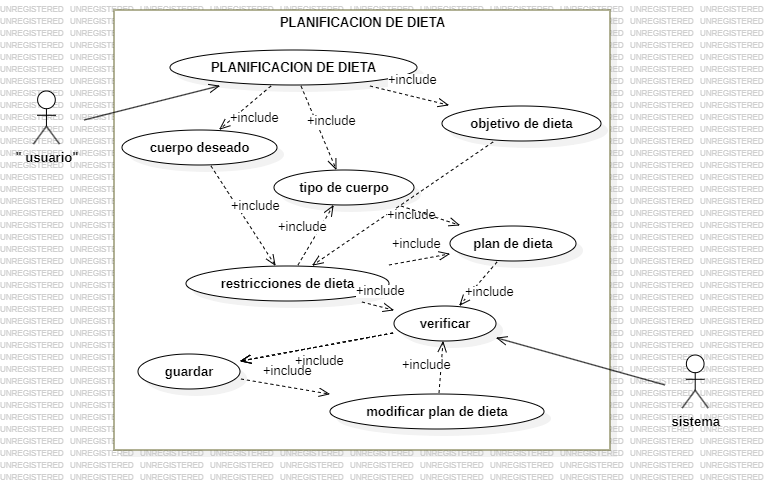 PLANIFICACION DE DIETA
PLANIFICACION DE DIETA
+include
+include
+include
objetivo de dieta
cuerpo deseado
" usuario"
tipo de cuerpo
+include
+include
+include
plan de dieta
+include
restricciones de dieta
+include
+include
verificar
+include
+include
+include
guardar
modificar plan de dieta
sistema
UNREGISTERED